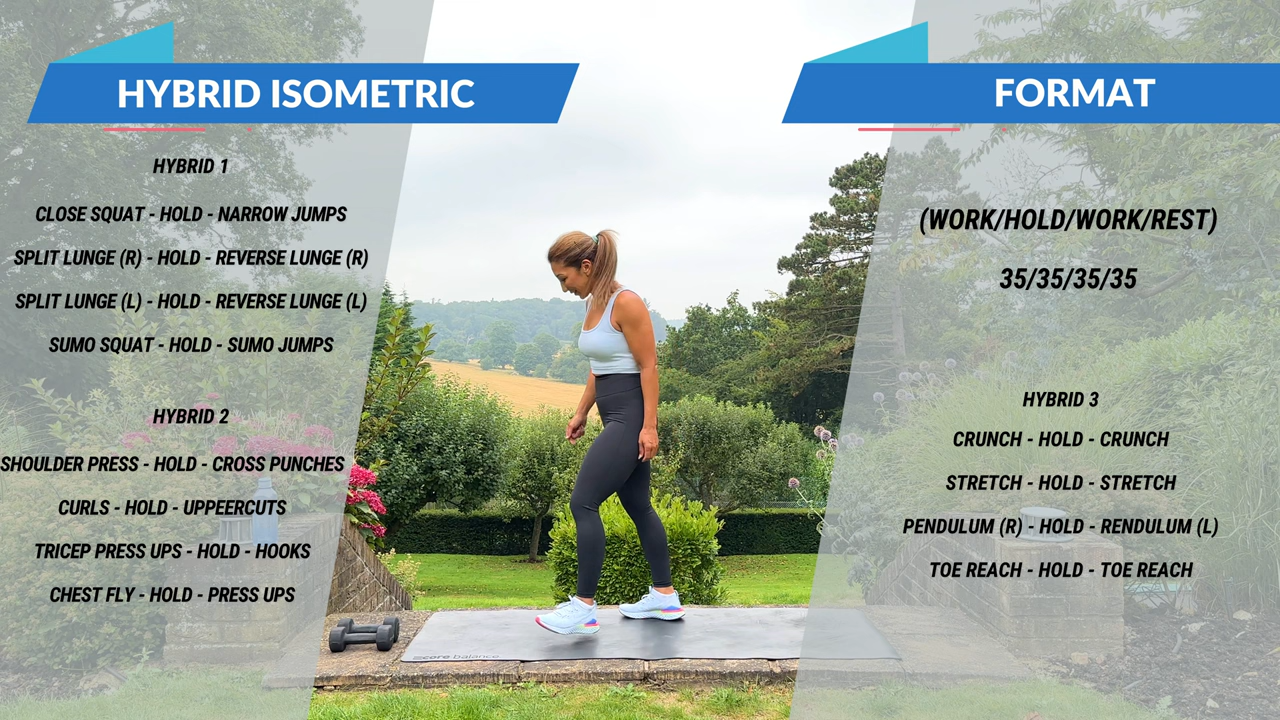 HYBRID ISOMETRIC
HYBRID 1
CLOSE SQUAT - HOLD - NARROW JUMPS
SPLIT LUNGE (R) - HOLD - REVERSE LUNGE (R)
SPLIT LUNGE (L) - HOLD - REVERSE LUNGE (L)
SUMO SQUAT - HOLD - SUMO JUMPS
HYBRID 2
SHOULDER PRESS - HOLD - CROSS PUNCHES
CURLS - HOLD - UPPEERCUTS
TRICEP PRESS UPS - HOLD - HOOKS
CHEST FLY - HOLD - PRESS UPS
FORMAT
(WORK/HOLD/WORK/REST)
35/35/35/35
HYBRID 3
CRUNCH - HOLD - CRUNCH
STRETCH - HOLD - STRETCH
PENDULUM (R) - HOLD - RENDULUM (L)
TOE REACH - HOLD - TOE REACH
core balance